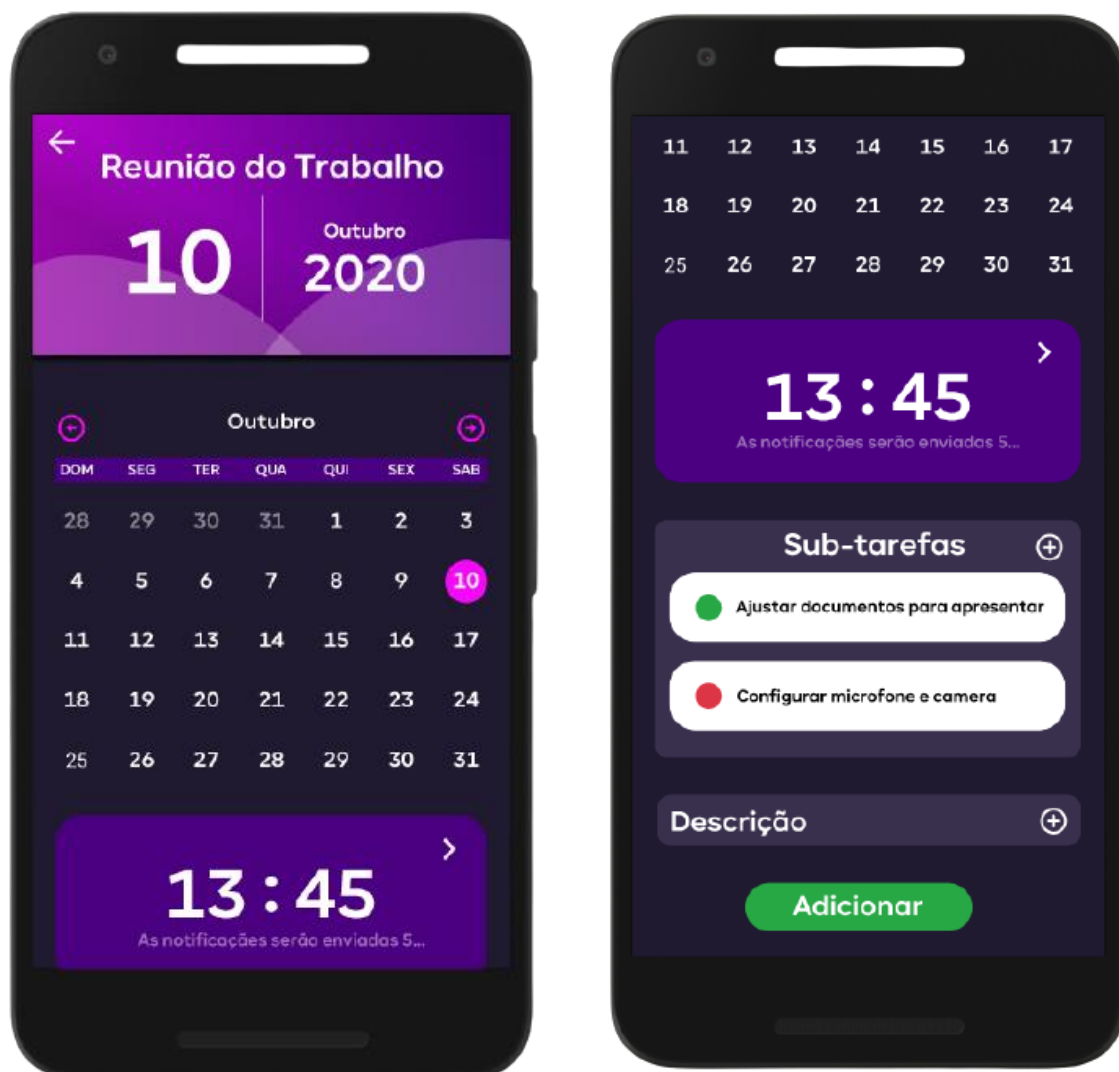 Reunião do Trabalho
10
Outubro
2020
Outubro
DOM SEG TER QUA QUI SEX SAB
28 29 30 31 1 2 3
4 5 6 7 8 9 10
11 12 13 14 15 16 17
18 19 20 21 22 23 24
25 26 27 28 29 30 31
13 : 45
As notificações serão enviadas 5...
11 12 13 14 15 16 17
18 19 20 21 22 23 24
25 26 27 28 29 30 31
13 : 45
As notificações serão enviadas 5...
Sub-tarefas
Ajustar documentos para apresentar
Configurar microfone e camera
Descrição
Adicionar